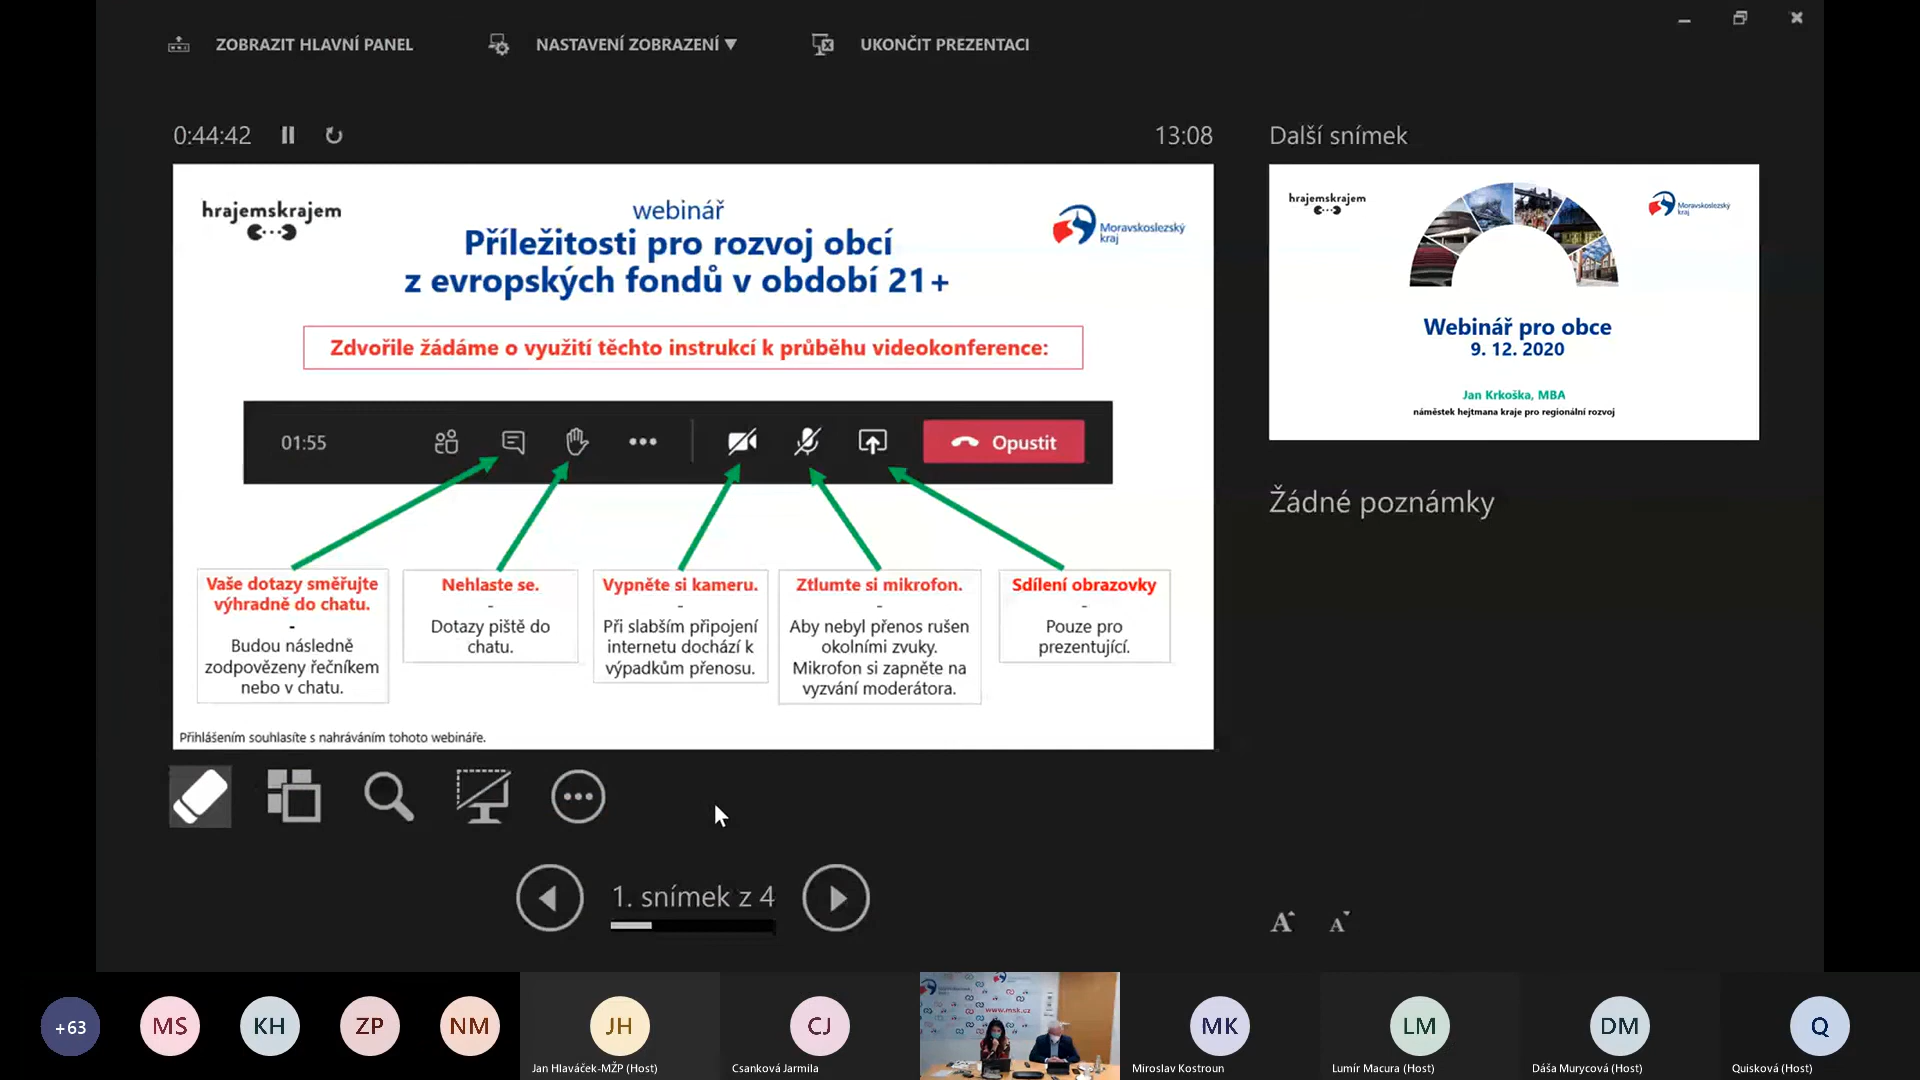 ZOBRAZIT HLAVNÍ PANEL
NASTAVENÍ ZOBRAZENÍ ▼
UKONČIT PREZENTACI
0:44:42
13:08
Další snímek
hrajemskrajem
webinář
Příležitosti pro rozvoj obcí
z evropských fondů v období 21+
Moravskoslezský
kraj
Zdvořile žádáme o využití těchto instrukcí k průběhu videokonference:
01:55
Opustit
Vaše dotazy směřujte
výhradně do chatu.
-
Budou následně
zodpovězeny řečníkem
nebo v chatu.
Nehlaste se.
-
Dotazy piště do
chatu.
Vypněte si kameru.
-
Při slabším připojení
internetu dochází k
výpadkům přenosu.
Ztlumte si mikrofon.
-
Aby nebyl přenos rušen
okolními zvuky.
Mikrofon si zapněte na
vyzvání moderátora.
Sdílení obrazovky
-
Pouze pro
prezentující.
Přihlášením souhlasíte s nahráváním tohoto webináře.
hrajemskrajem
Moravskoslezský
kraj
Webinář pro obce
9. 12. 2020
Jan Krkoška, MBA
náměstek hejtmana kraje pro regionální rozvoj
Žádné poznámky
1. snímek z 4
A A
+63
MS
KH
ZP
NM
JH
Jan Hlaváček-MŽP (Host)
CJ
Csanková Jarmila
www.msk.cz
MK
Miroslav Kostroun
LM
Lumír Macura (Host)
DM
Dáša Murycová (Host)
Q
Quisková (Host)